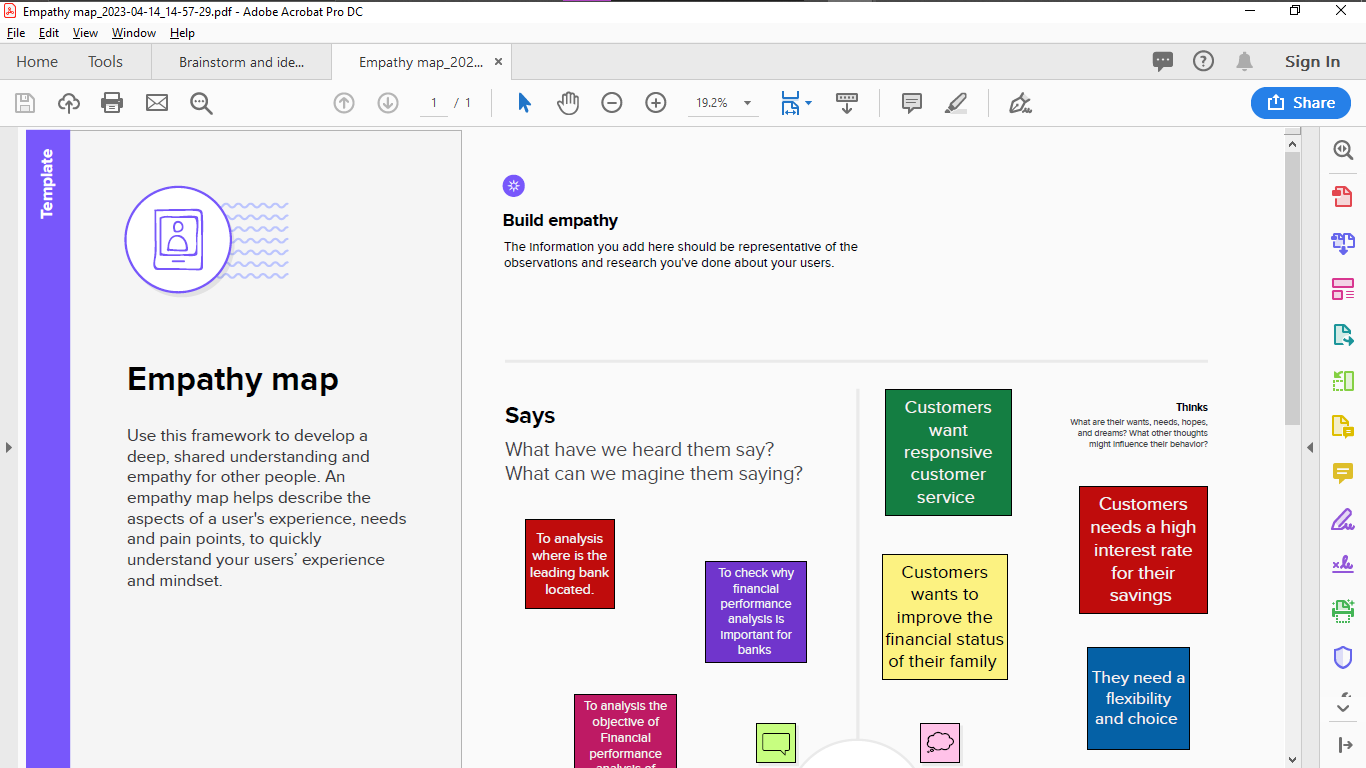 Empathy map_2023-04-14_14-57-29.pdf - Adobe Acrobat Pro DC
File Edit View Window Help
Home Tools Brainstorm and ide... Empathy map_202... Sign In
1 / 1 19.2% Share
Template
Build empathy
The information you add here should be representative of the
observations and research you've done about your users.
Empathy map
Use this framework to develop a
deep, shared understanding and
empathy for other people. An
empathy map helps describe the
aspects of a user's experience, needs
and pain points, to quickly
understand your users’ experience
and mindset.
Says
What have we heard them say?
What can we magine them saying?
To analysis
where is the
leading bank
located.
To check why
financial
performance
analysis is
important for
banks
To analysis the
objective of
Financial
performance
analysis of
Customers
want
responsive
customer
service
Customers
wants to
improve the
financial status
of their family
Thinks
What are their wants, needs, hopes,
and dreams? What other thoughts
might influence their behavior?
Customers
needs a high
interest rate
for their
savings
They need a
flexibility
and choice